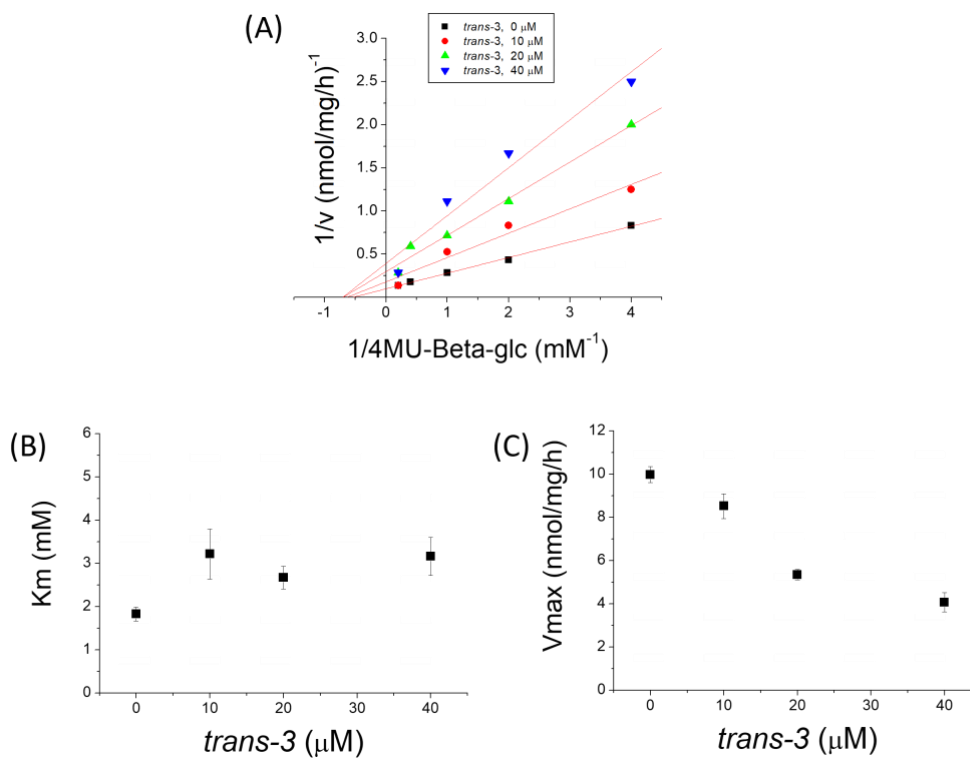 (A)
trans-3, 0 μM
trans-3, 10 μM
trans-3, 20 μM
trans-3, 40 μM
1/v (nmol/mg/h)⁻¹
3.0
2.5
2.0
1.5
1.0
0.5
0.0
-1 0 1 2 3 4
1/4MU-Beta-glc (mM⁻¹)
(B)
Km (mM)
6
5
4
3
2
1
0
0 10 20 30 40
trans-3 (μM)
(C)
Vmax (nmol/mg/h)
12
10
8
6
4
2
0
0 10 20 30 40
trans-3 (μM)